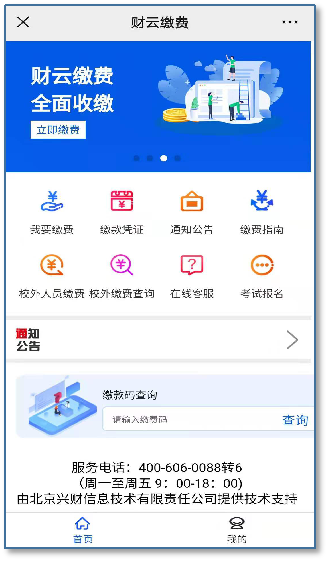 财云缴费
财云缴费
全面收缴
立即缴费
我要缴费
缴款凭证
通知公告
缴费指南
校外人员缴费
校外缴费查询
在线客服
考试报名
通知
公告
缴款码查询
请输入缴费码
查询
服务电话：400-606-0088转6
(周一至周五 9：00-18：00)
由北京兴财信息技术有限责任公司提供技术支持
首页
我的